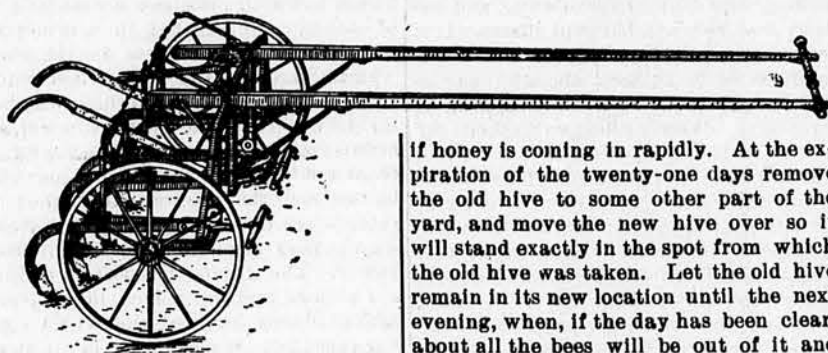 if honey is coming in rapidly. At the ex-
piration of the twenty-one days remove
the old hive to some other part of the
yard, and move the new hive over so i
will stand exactly in the spot from which
the old hive was taken. Let the old hive
remain in its new location until the nex
evening, when, if the day has been clear
about all the bees will be out of it and